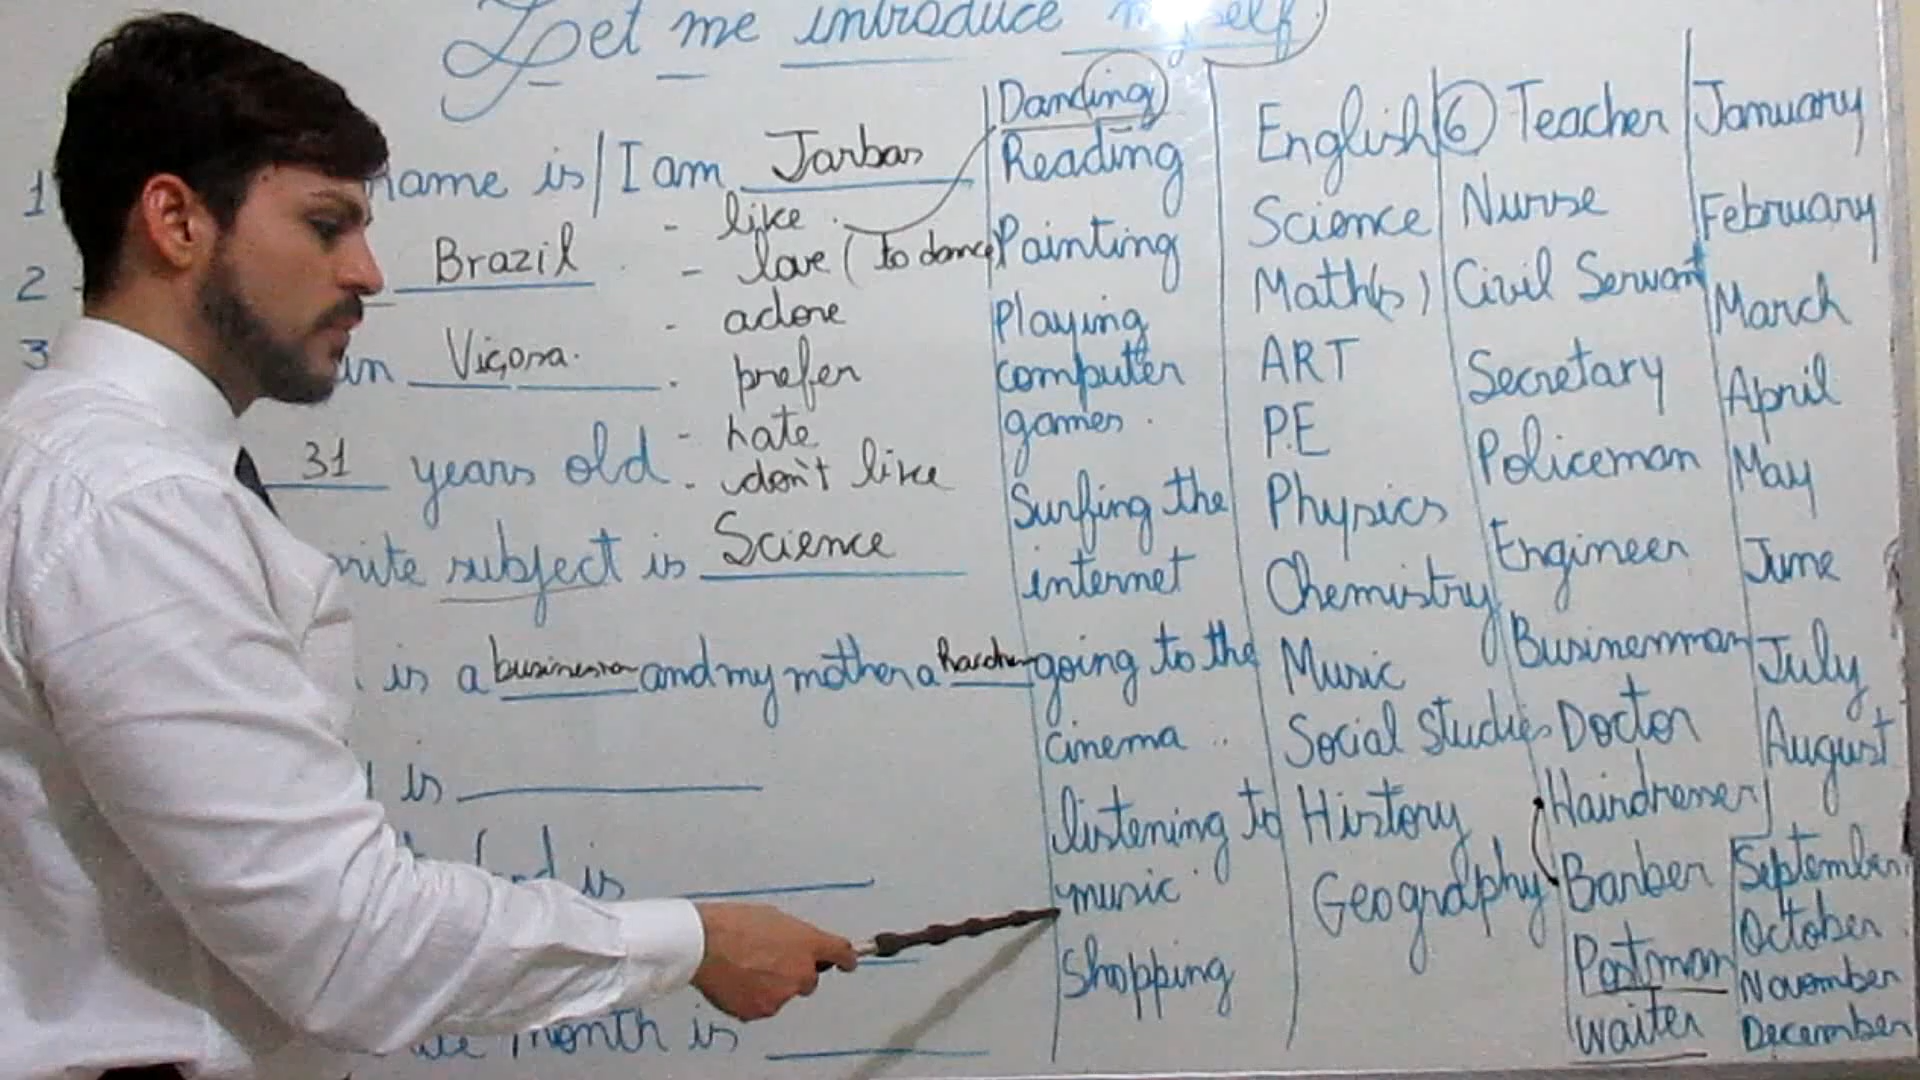 Let me introduce myself
1 name is / I am Jarbas
2 Brazil
3 in Viçosa.
31 years old.
rite subject is Science
is a and my mother a
is
is
month is
- like
- love (to dance
- adore
prefer
- hate
- don't like
Dancing
Reading
Painting
Playing
computer
games.
Surfing the
internet
going to the
cinema
listening to
music
Shopping
English
Science
Math(s)
ART
P.E
Physics
Chemistry
Music
Social Studies
History
Geography
6 Teacher
Nurse
Civil Servant
Secretary
Policeman
Engineer
Businessman
Doctor
Hairdresser
Barber
Postman
Waiter
January
February
March
April
May
June
July
August
September
October
November
December